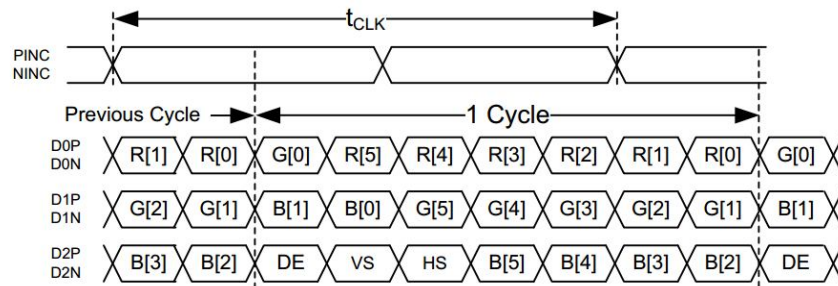 tCLK
PINC
NINC
Previous Cycle
1 Cycle
D0P
D0N
R[1] R[0] G[0] R[5] R[4] R[3] R[2] R[1] R[0] G[0]
D1P
D1N
G[2] G[1] B[1] B[0] G[5] G[4] G[3] G[2] G[1] B[1]
D2P
D2N
B[3] B[2] DE VS HS B[5] B[4] B[3] B[2] DE